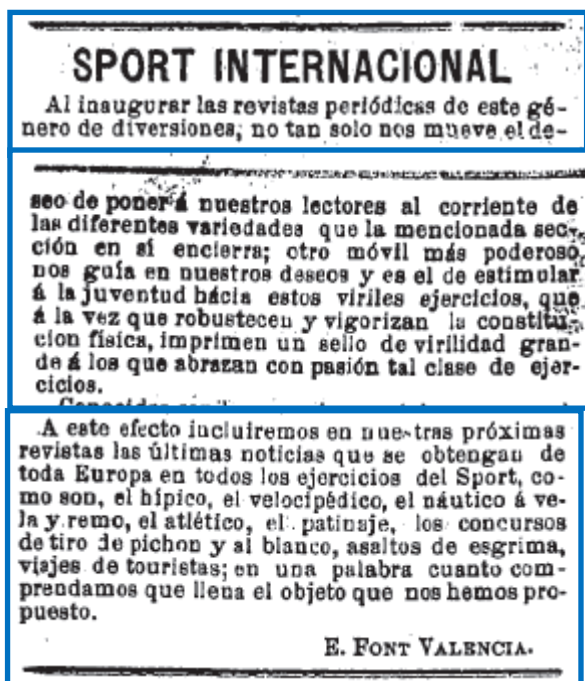 SPORT INTERNACIONAL
Al inaugurar las revistas periódicas de este gé-
nero de diversiones, no tan solo nos mueve el de-
seo de poner á nuestros lectores al corriente de
las diferentes variedades que la mencionada sec-
ción en sí encierra; otro móvil más poderoso
nos guía en nuestros deseos y es el de estimular
á la juventud hácia estos viriles ejercicios, que
á la vez que robustecen y vigorizan la constitu-
cion física, imprimen un sello de virilidad gran-
de á los que abrazan con pasión tal clase de ejer-
cicios.
A este efecto incluiremos en nuestras próximas
revistas las últimas noticias que se obtengan de
toda Europa en todos los ejercicios del Sport, co-
mo son, el hípico, el velocipédico, el náutico á ve-
la y remo, el atlético, el patinaje, los concursos
de tiro de pichon y al blanco, asaltos de esgrima,
viajes de touristas; en una palabra cuanto com-
prendamos que llena el objeto que nos hemos pro-
puesto.
E. FONT VALENCIA.